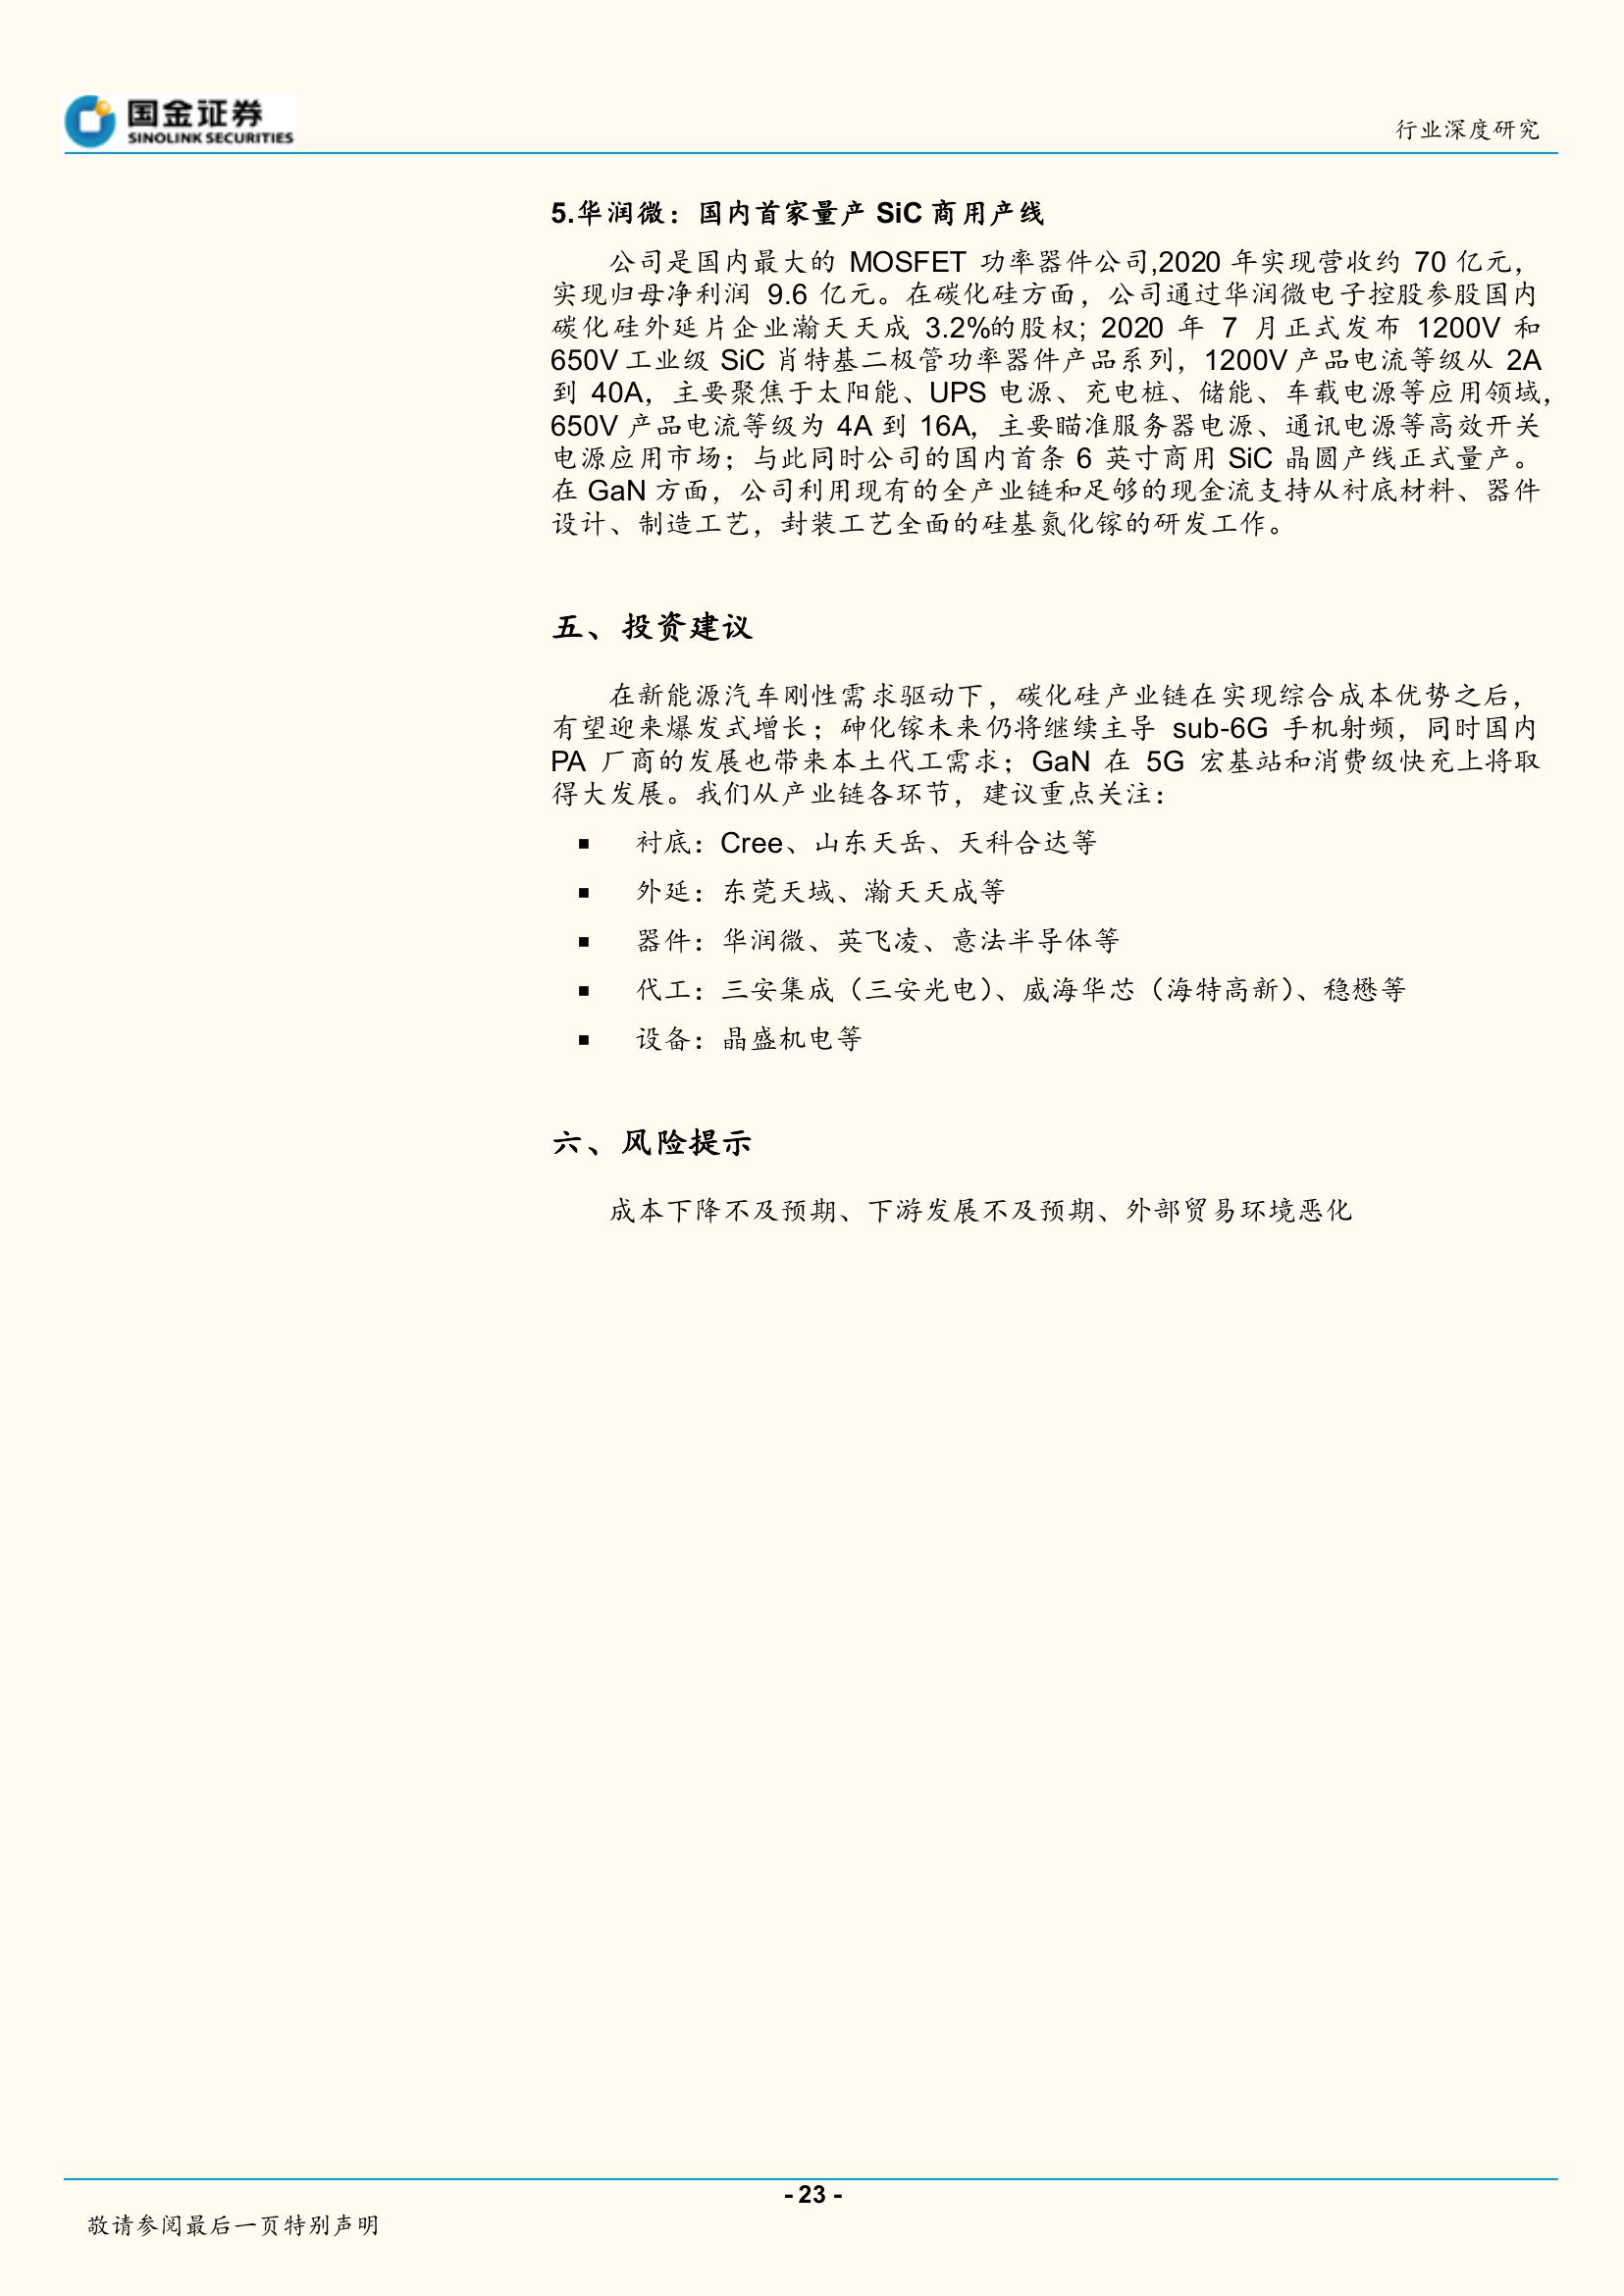 国金证券
SINOLINK SECURITIES
行业深度研究
5.华润微：国内首家量产 SiC 商用产线
公司是国内最大的 MOSFET 功率器件公司,2020 年实现营收约 70 亿元，
实现归母净利润 9.6 亿元。在碳化硅方面，公司通过华润微电子控股参股国内
碳化硅外延片企业瀚天天成 3.2%的股权; 2020 年 7 月正式发布 1200V 和
650V 工业级 SiC 肖特基二极管功率器件产品系列，1200V 产品电流等级从 2A
到 40A，主要聚焦于太阳能、UPS 电源、充电桩、储能、车载电源等应用领域，
650V 产品电流等级为 4A 到 16A，主要瞄准服务器电源、通讯电源等高效开关
电源应用市场；与此同时公司的国内首条 6 英寸商用 SiC 晶圆产线正式量产。
在 GaN 方面，公司利用现有的全产业链和足够的现金流支持从衬底材料、器件
设计、制造工艺，封装工艺全面的硅基氮化镓的研发工作。
五、投资建议
在新能源汽车刚性需求驱动下，碳化硅产业链在实现综合成本优势之后，
有望迎来爆发式增长；砷化镓未来仍将继续主导 sub-6G 手机射频，同时国内
PA 厂商的发展也带来本土代工需求；GaN 在 5G 宏基站和消费级快充上将取
得大发展。我们从产业链各环节，建议重点关注：
■ 衬底：Cree、山东天岳、天科合达等
■ 外延：东莞天域、瀚天天成等
■ 器件：华润微、英飞凌、意法半导体等
■ 代工：三安集成（三安光电）、威海华芯（海特高新）、稳懋等
■ 设备：晶盛机电等
六、风险提示
成本下降不及预期、下游发展不及预期、外部贸易环境恶化
- 23 -
敬请参阅最后一页特别声明